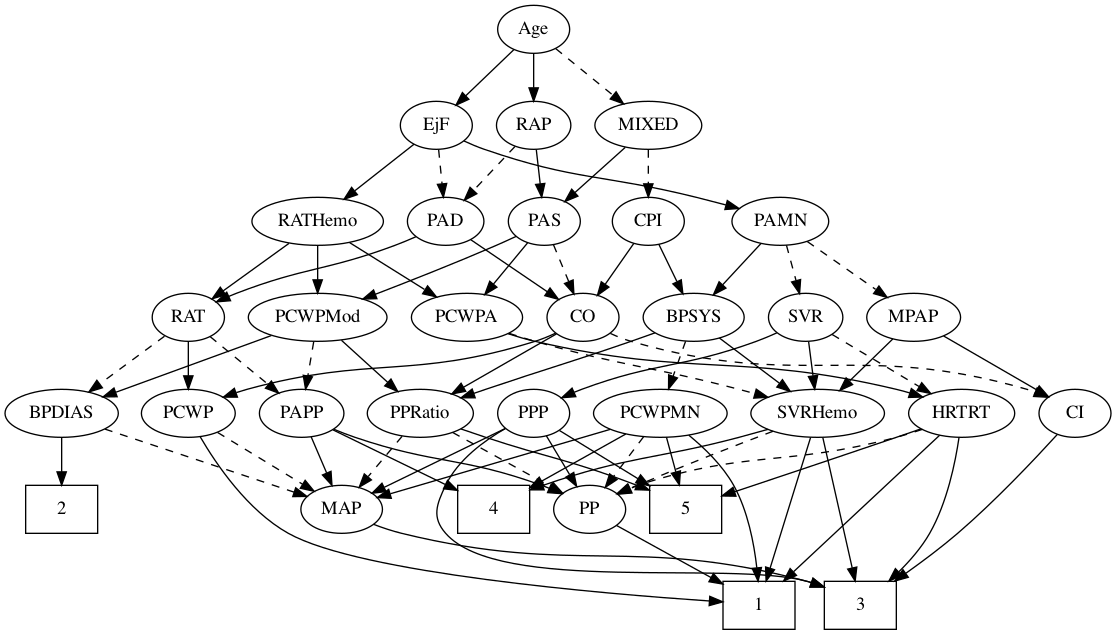 Age
EjF RAP MIXED
RATHemo PAD PAS CPI PAMN
RAT PCWPMod PCWPA CO BPSYS SVR MPAP
BPDIAS PCWP PAPP PPRatio PPP PCWPMN SVRHemo HRTRT CI
2 MAP 4 PP 5
1 3